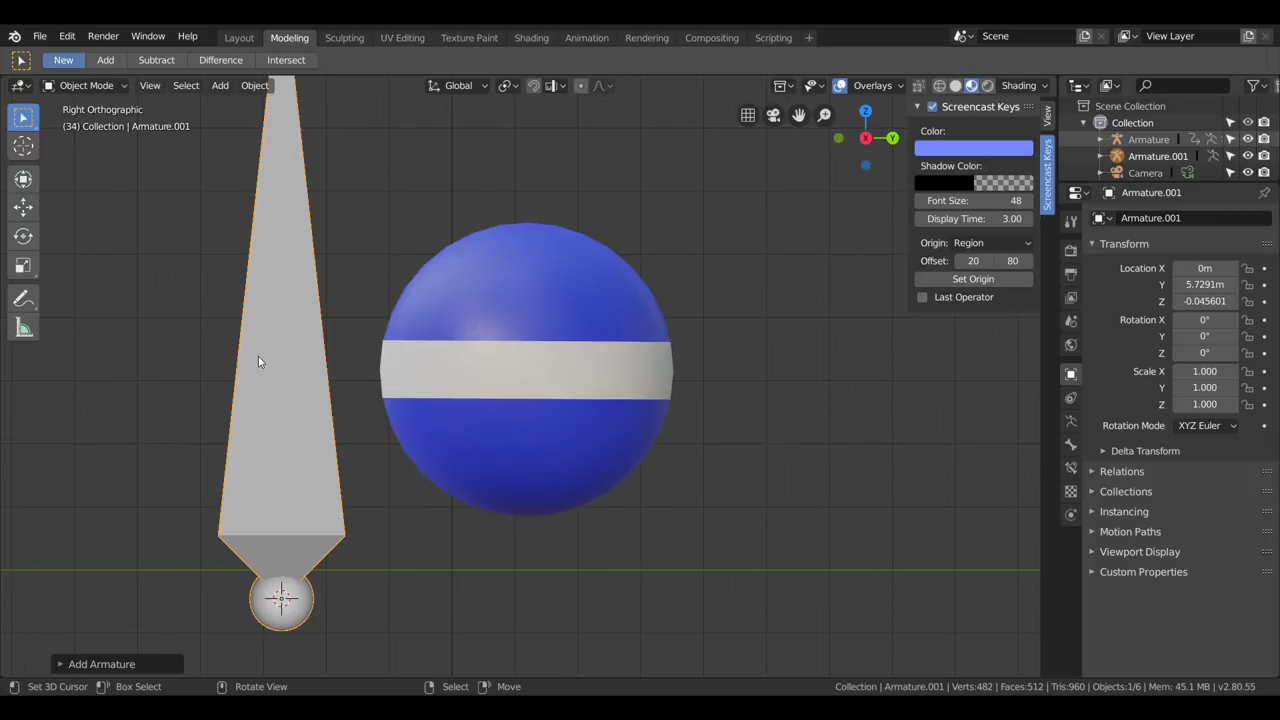 File Edit Render Window Help Layout Modeling Sculpting UV Editing Texture Paint Shading Animation Rendering Compositing Scripting + Scene View Layer
New Add Subtract Difference Intersect
Object Mode View Select Add Object Global Overlays Shading
Right Orthographic
(34) Collection | Armature.001
Screencast Keys
Color:
Shadow Color:
Font Size: 48
Display Time: 3.00
Origin: Region
Offset: 20 80
Set Origin
Last Operator
View
Screencast Keys
Z
X
Y
Scene Collection
Collection
Armature
Armature.001
Camera
Armature.001
Armature.001
Transform
Location X 0m
Y 5.7291m
Z -0.045601
Rotation X 0°
Y 0°
Z 0°
Scale X 1.000
Y 1.000
Z 1.000
Rotation Mode XYZ Euler
Delta Transform
Relations
Collections
Instancing
Motion Paths
Viewport Display
Custom Properties
Add Armature
Set 3D Cursor Box Select Rotate View Select Move Collection | Armature.001 | Verts:482 | Faces:512 | Tris:960 | Objects:1/6 | Mem: 45.1 MB | v2.80.55